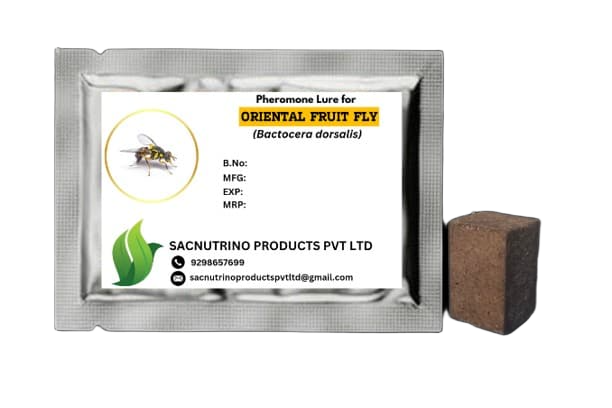 Pheromone Lure for
ORIENTAL FRUIT FLY
(Bactocera dorsalis)
B.No:
MFG:
EXP:
MRP:
SACNUTRINO PRODUCTS PVT LTD
9298657699
sacnutrinoproductspvtltd@gmail.com